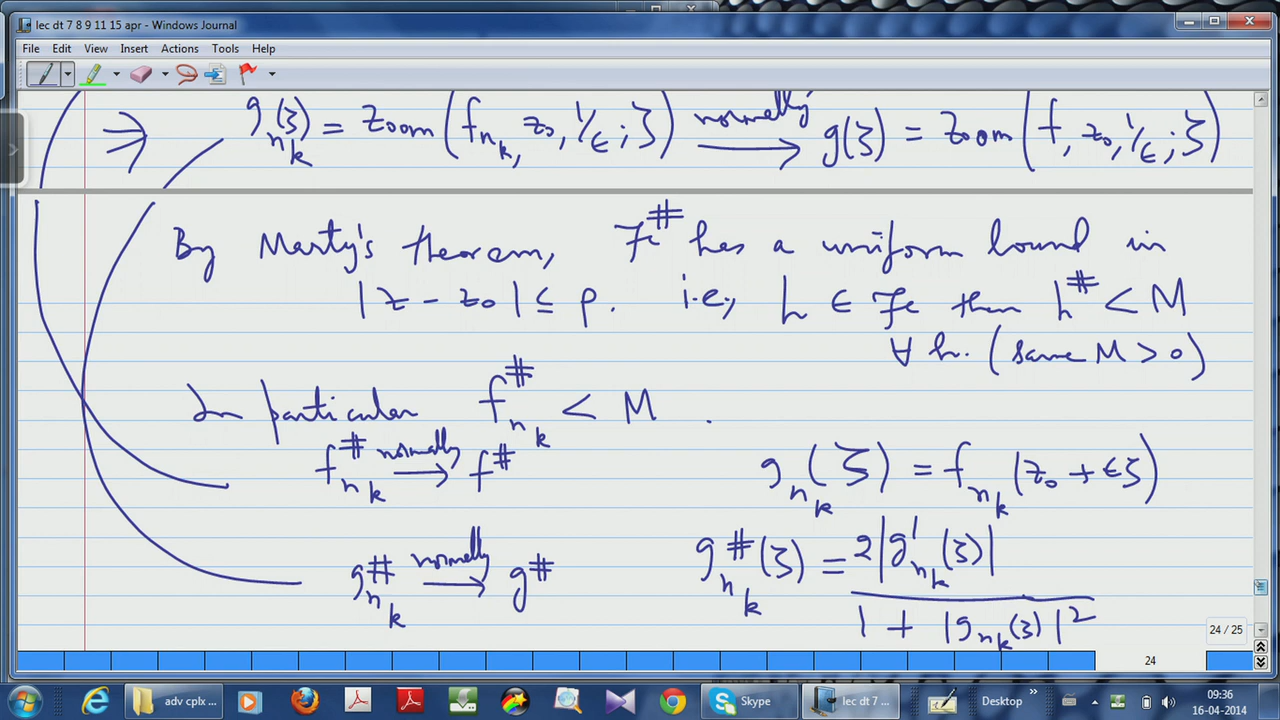 lec dt 7 8 9 11 15 apr - Windows Journal
File Edit View Insert Actions Tools Help
⇒ g_{n_k}(ζ) = Zoom(f_{n_k}, z₀, 1/ϵ; ζ) normally → g(ζ) = Zoom(f, z₀, 1/ϵ; ζ)
By Marty's theorem, ℱ^# has a uniform bound in
|z - z₀| ≤ ρ. i.e., h ∈ ℱ then h^# < M
∀ h. (same M > 0)
In particular f^#_{n_k} < M .
f^#_{n_k} normally → f^#
g_{n_k}(ζ) = f_{n_k}(z₀ + ϵζ)
g^#_{n_k} normally → g^#
g^#_{n_k}(ζ) = 2|g'_{n_k}(ζ)| / 1 + |g_{n_k}(ζ)|²
24 / 25
24
adv cplx ...
Skype
lec dt 7 ...
Desktop
09:36
16-04-2014